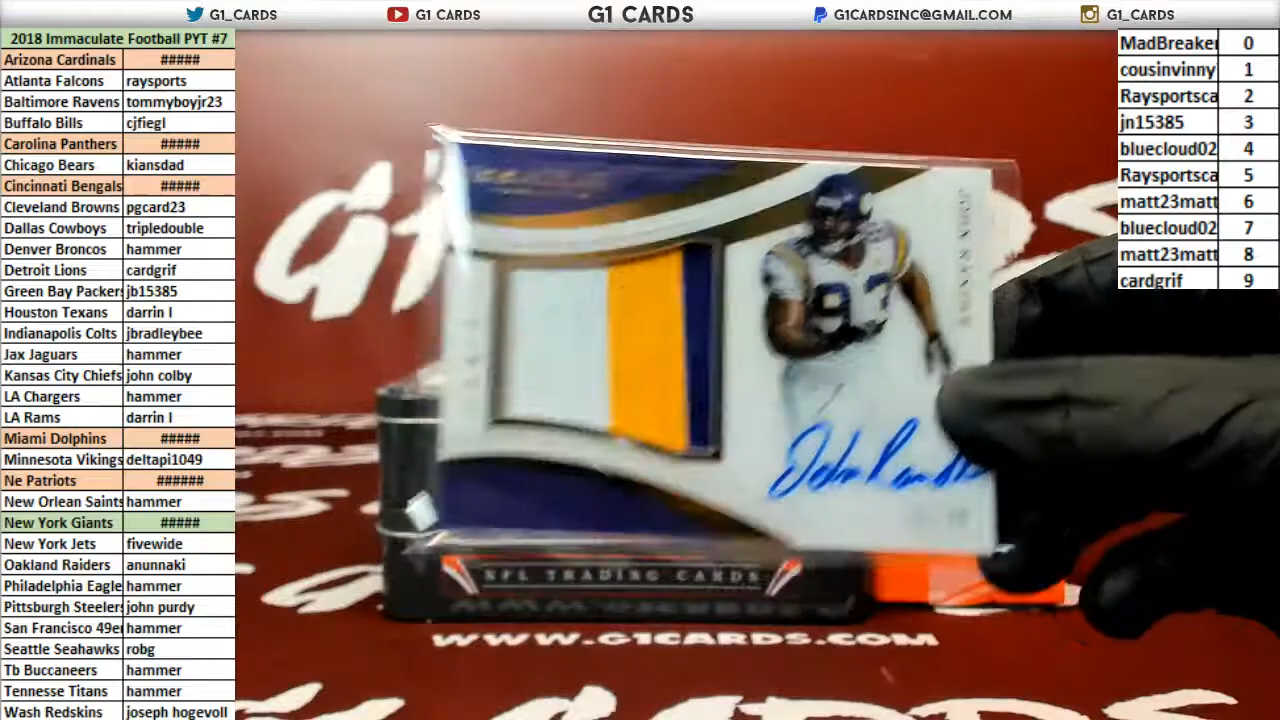 G1_CARDS
G1 CARDS
G1 CARDS
G1CARDSINC@GMAIL.COM
G1_CARDS
2018 Immaculate Football PYT #7
Arizona Cardinals #####
Atlanta Falcons raysports
Baltimore Ravens tommyboyjr23
Buffalo Bills cjfiegl
Carolina Panthers #####
Chicago Bears kiansdad
Cincinnati Bengals #####
Cleveland Browns pgcard23
Dallas Cowboys tripledouble
Denver Broncos hammer
Detroit Lions cardgrif
Green Bay Packers jb15385
Houston Texans darrin l
Indianapolis Colts jbradleybee
Jax Jaguars hammer
Kansas City Chiefs john colby
LA Chargers hammer
LA Rams darrin l
Miami Dolphins #####
Minnesota Vikings deltapi1049
Ne Patriots ######
New Orlean Saints hammer
New York Giants #####
New York Jets fivewide
Oakland Raiders anunnaki
Philadelphia Eagle hammer
Pittsburgh Steelers john purdy
San Francisco 49e hammer
Seattle Seahawks robg
Tb Buccaneers hammer
Tennesse Titans hammer
Wash Redskins joseph hogevoll
MadBreaker 0
cousinvinny 1
Raysportsca 2
jn15385 3
bluecloud02 4
Raysportsca 5
matt23matt 6
bluecloud02 7
matt23matt 8
cardgrif 9
93
John Randle
NFL TRADING CARDS
WWW.G1CARDS.COM